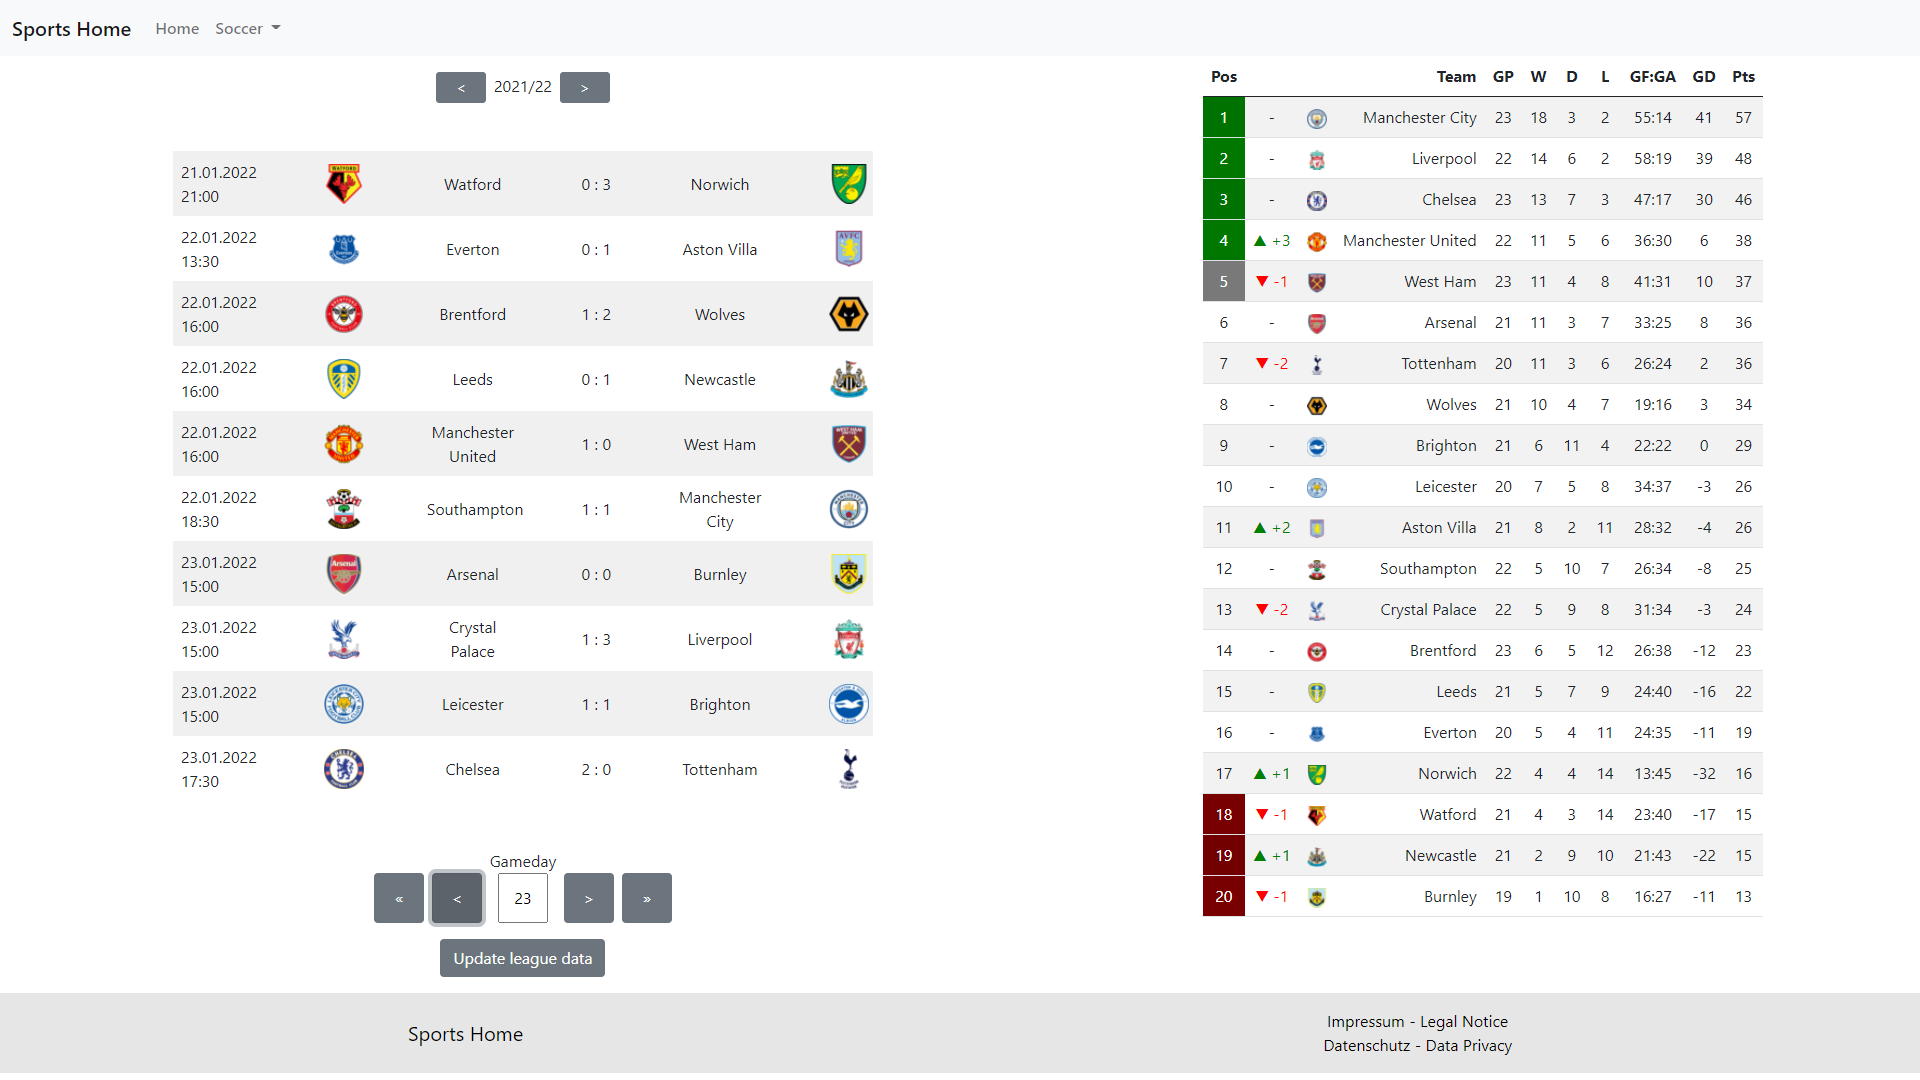 Sports Home Home Soccer
< 2021/22 >
21.01.2022
21:00
Watford 0 : 3 Norwich
22.01.2022
13:30
Everton 0 : 1 Aston Villa
22.01.2022
16:00
Brentford 1 : 2 Wolves
22.01.2022
16:00
Leeds 0 : 1 Newcastle
22.01.2022
16:00
Manchester
United
1 : 0 West Ham
22.01.2022
18:30
Southampton 1 : 1 Manchester
City
23.01.2022
15:00
Arsenal 0 : 0 Burnley
23.01.2022
15:00
Crystal
Palace
1 : 3 Liverpool
23.01.2022
15:00
Leicester 1 : 1 Brighton
23.01.2022
17:30
Chelsea 2 : 0 Tottenham
Gameday
« < 23 > »
Update league data
Pos Team GP W D L GF:GA GD Pts
1 - Manchester City 23 18 3 2 55:14 41 57
2 - Liverpool 22 14 6 2 58:19 39 48
3 - Chelsea 23 13 7 3 47:17 30 46
4 ▲ +3 Manchester United 22 11 5 6 36:30 6 38
5 ▼ -1 West Ham 23 11 4 8 41:31 10 37
6 - Arsenal 21 11 3 7 33:25 8 36
7 ▼ -2 Tottenham 20 11 3 6 26:24 2 36
8 - Wolves 21 10 4 7 19:16 3 34
9 - Brighton 21 6 11 4 22:22 0 29
10 - Leicester 20 7 5 8 34:37 -3 26
11 ▲ +2 Aston Villa 21 8 2 11 28:32 -4 26
12 - Southampton 22 5 10 7 26:34 -8 25
13 ▼ -2 Crystal Palace 22 5 9 8 31:34 -3 24
14 - Brentford 23 6 5 12 26:38 -12 23
15 - Leeds 21 5 7 9 24:40 -16 22
16 - Everton 20 5 4 11 24:35 -11 19
17 ▲ +1 Norwich 22 4 4 14 13:45 -32 16
18 ▼ -1 Watford 21 4 3 14 23:40 -17 15
19 ▲ +1 Newcastle 21 2 9 10 21:43 -22 15
20 ▼ -1 Burnley 19 1 10 8 16:27 -11 13
Sports Home
Impressum - Legal Notice
Datenschutz - Data Privacy